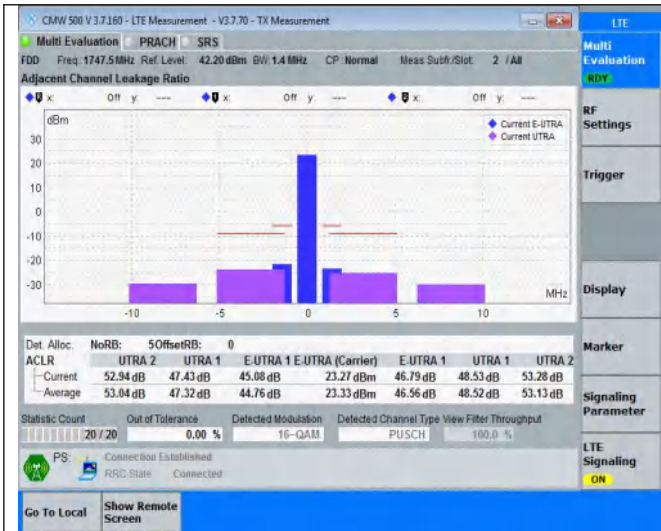 CMW 500 V 3.7.160 - LTE Measurement - V3.7.70 - TX Measurement
LTE
Multi Evaluation PRACH SRS
Multi Evaluation
RDY
FDD Freq.: 1747.5 MHz Ref. Level: 42.20 dBm BW: 1.4 MHz CP: Normal Meas Subfr./Slot: 2 / All
Adjacent Channel Leakage Ratio
x: Off y: --- x: Off y: --- x: Off y: ---
dBm
Current E-UTRA
Current UTRA
30
20
10
0
-10
-20
-30
MHz
-10 -5 0 5 10
RF Settings
Trigger
Display
Marker
Signaling Parameter
LTE Signaling
ON
Det. Alloc. NoRB: 5 OffsetRB: 0
ACLR UTRA 2 UTRA 1 E-UTRA 1 E-UTRA (Carrier) E-UTRA 1 UTRA 1 UTRA 2
Current 52.94 dB 47.43 dB 45.08 dB 23.27 dBm 46.79 dB 48.53 dB 53.28 dB
Average 53.04 dB 47.32 dB 44.76 dB 23.33 dBm 46.56 dB 48.52 dB 53.13 dB
Statistic Count Out of Tolerance Detected Modulation Detected Channel Type View Filter Throughput
20 / 20 0.00 % 16-QAM PUSCH 100.0 %
PS: Connection Established
RRC State Connected
Go To Local
Show Remote Screen